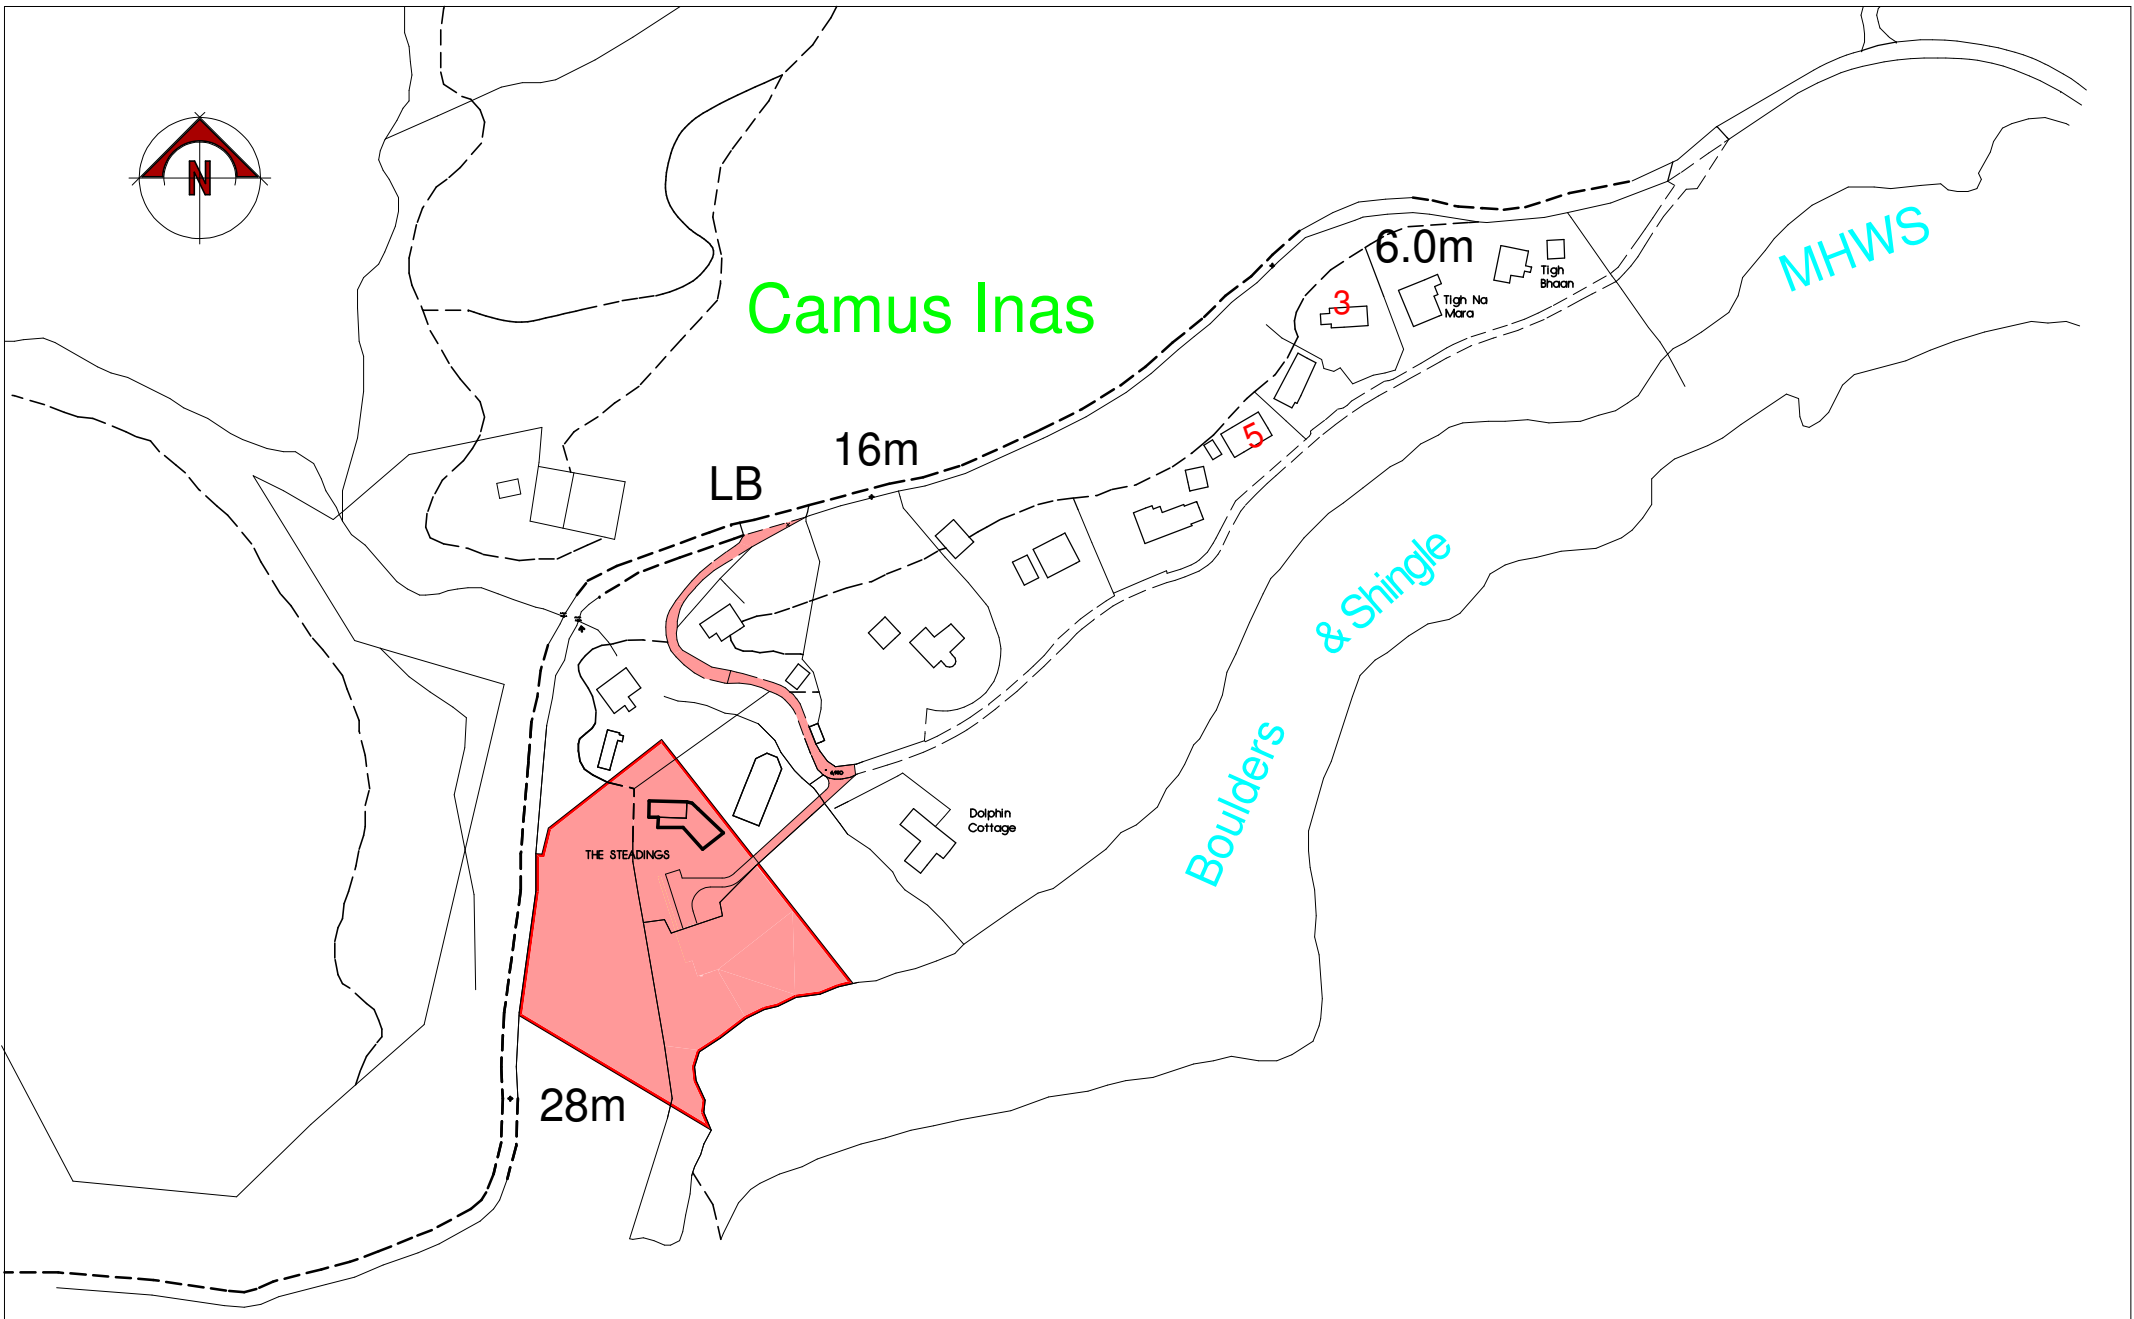 N
MHWS
6.0m
Tigh
Bhaan
3
Tigh Na
Mara
Camus Inas
5
16m
LB
& Shingle
Boulders
Dolphin
Cottage
THE STEADINGS
28m